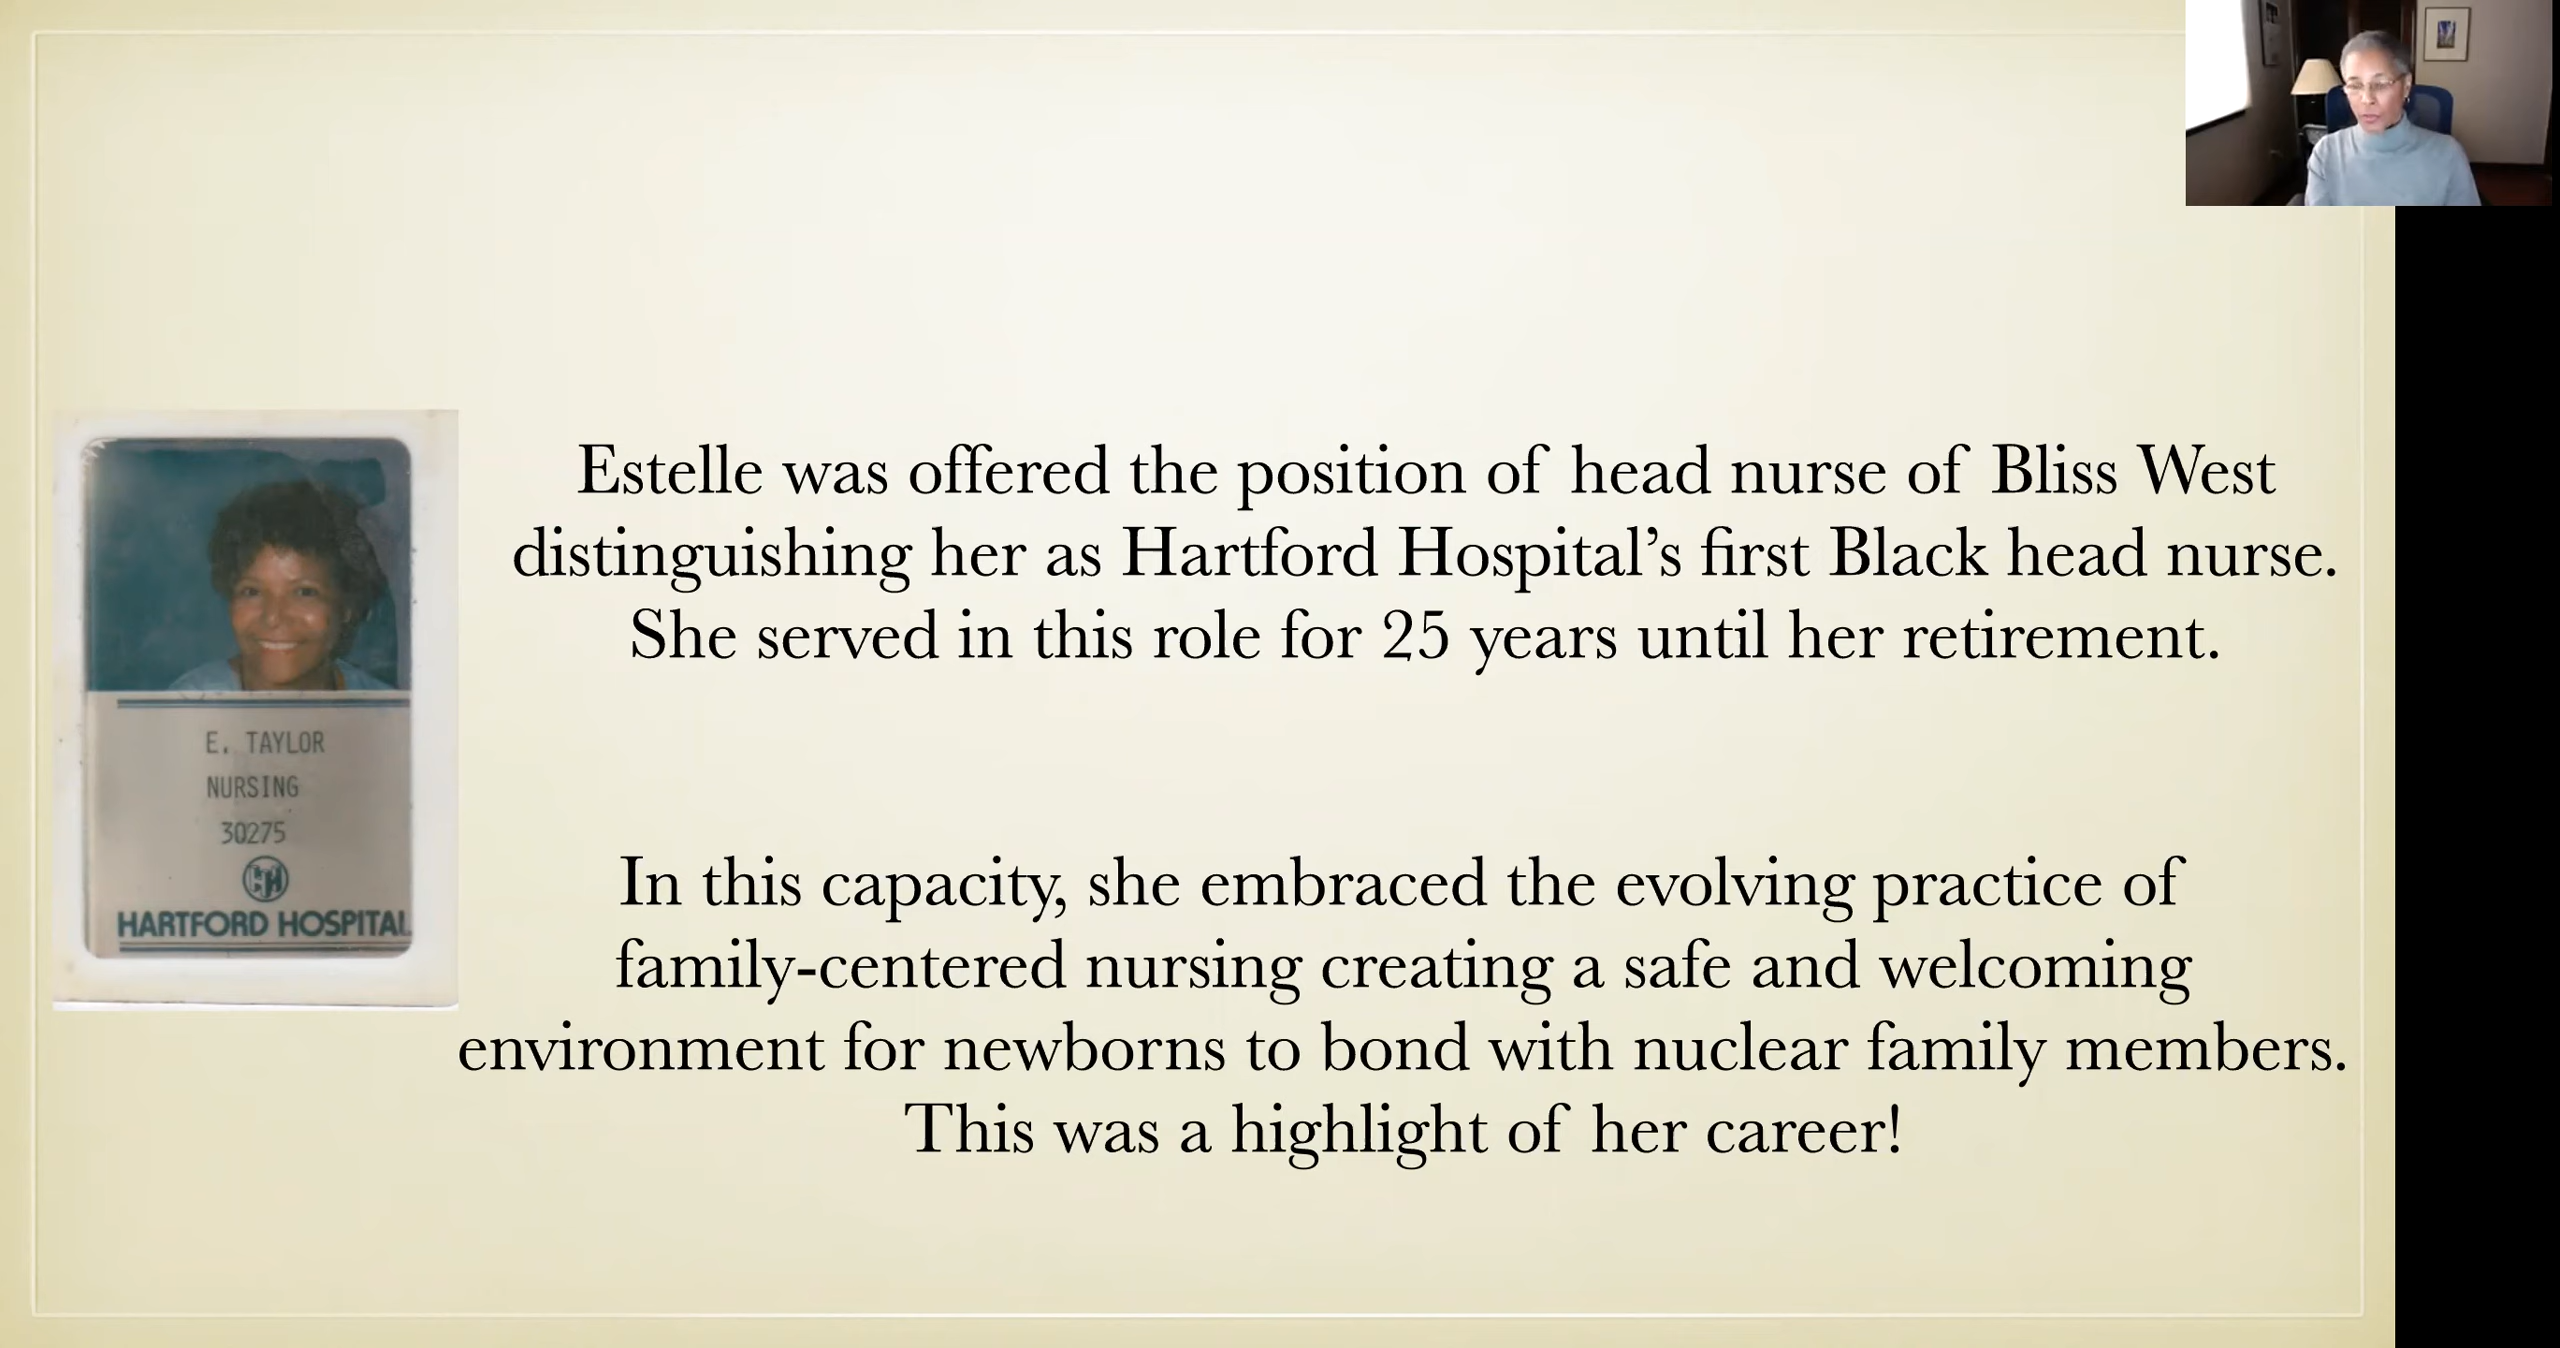 Estelle was offered the position of head nurse of Bliss West
distinguishing her as Hartford Hospital’s first Black head nurse.
She served in this role for 25 years until her retirement.
E. TAYLOR
NURSING
30275
HARTFORD HOSPITAL
In this capacity, she embraced the evolving practice of
family-centered nursing creating a safe and welcoming
environment for newborns to bond with nuclear family members.
This was a highlight of her career!